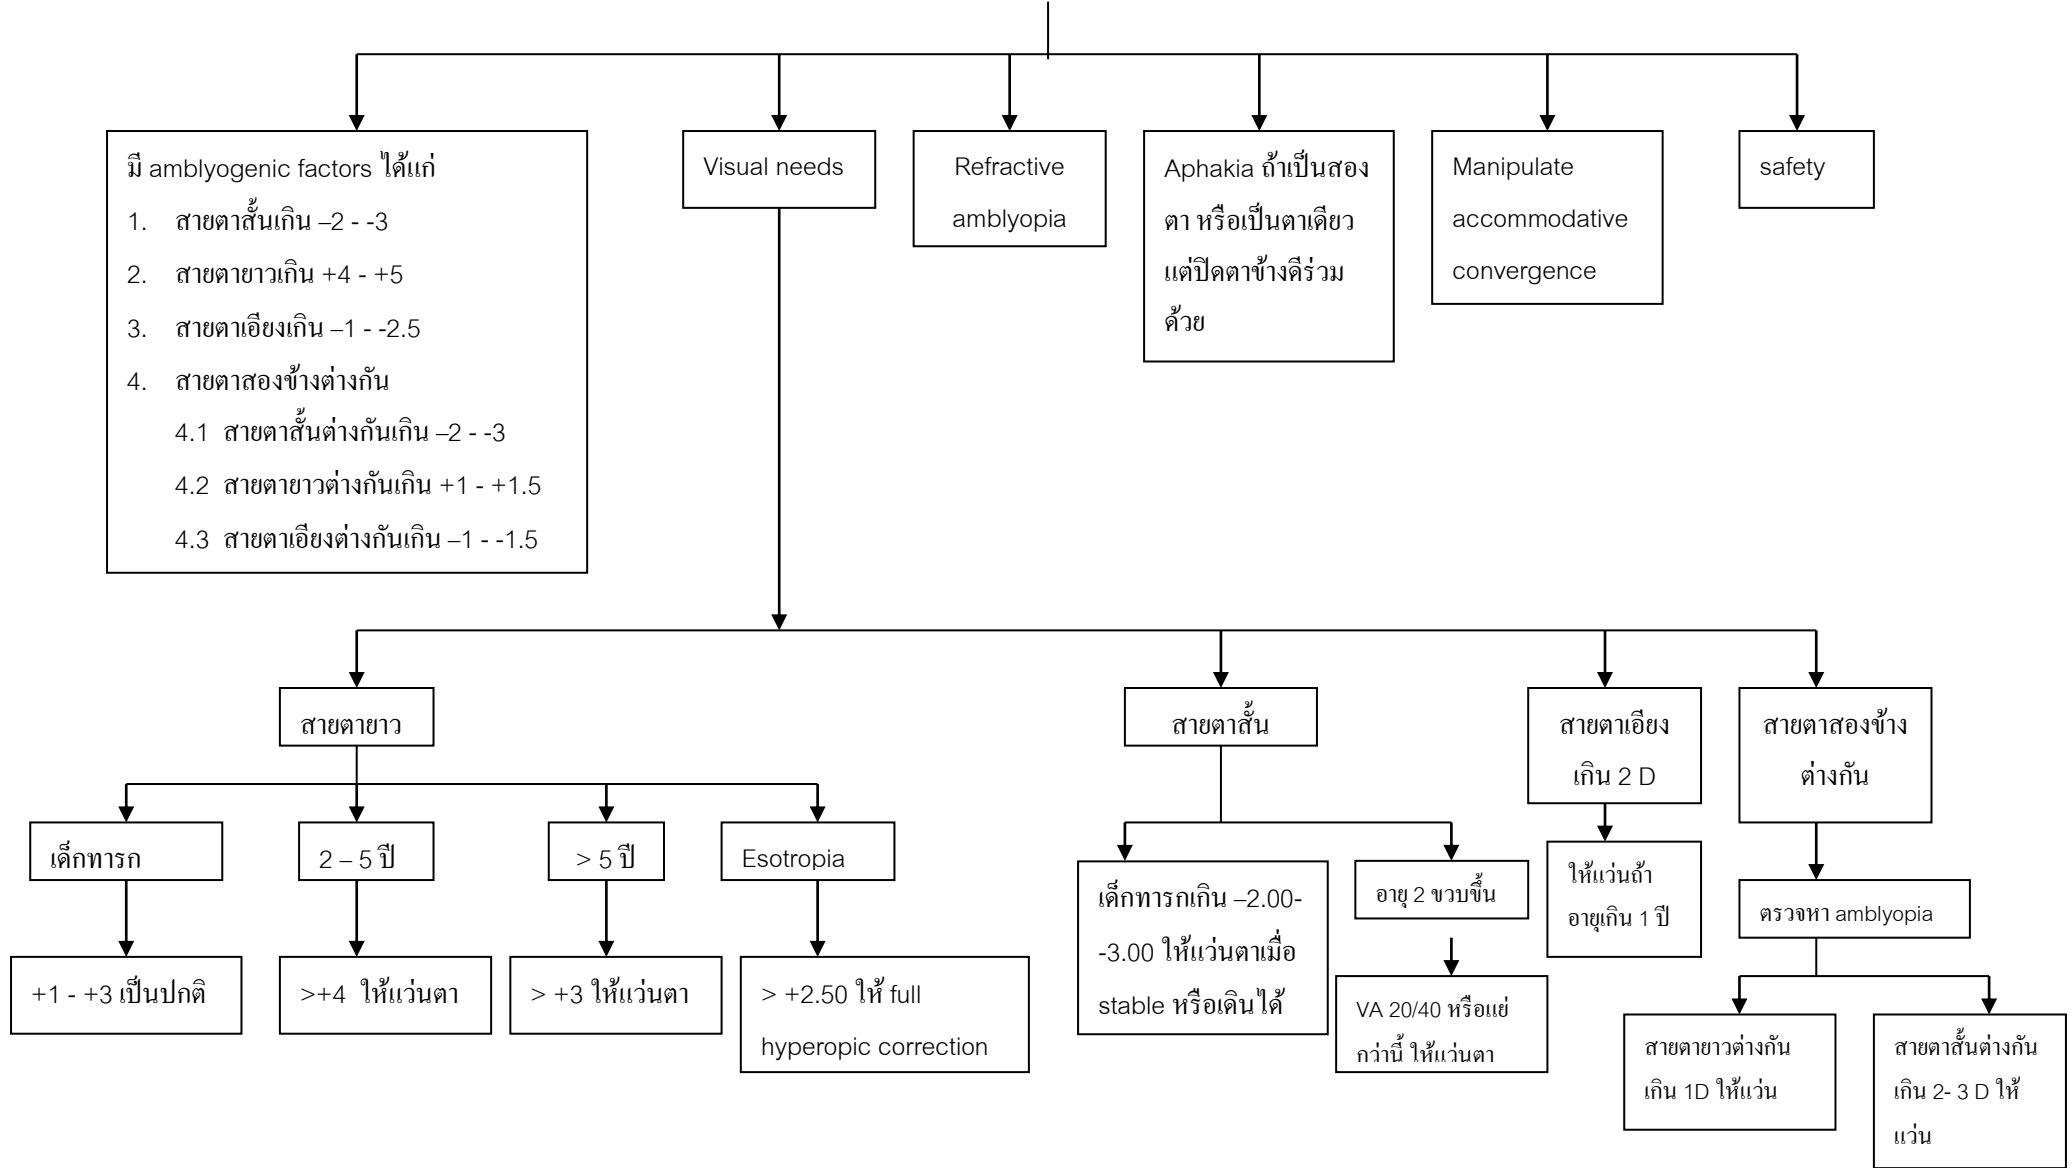 มี amblyogenic factors ได้แก่
1. สายตาสั้นเกิน –2 - -3
2. สายตายาวเกิน +4 - +5
3. สายตาเอียงเกิน –1 - -2.5
4. สายตาสองข้างต่างกัน
4.1 สายตาสั้นต่างกันเกิน –2 - -3
4.2 สายตายาวต่างกันเกิน +1 - +1.5
4.3 สายตาเอียงต่างกันเกิน –1 - -1.5
Visual needs
Refractive
amblyopia
Aphakia ถ้าเป็นสอง
ตา หรือเป็นตาเดียว
แต่ปิดตาข้างดีร่วม
ด้วย
Manipulate
accommodative
convergence
safety
สายตายาว
สายตาสั้น
สายตาเอียง
เกิน 2 D
สายตาสองข้าง
ต่างกัน
เด็กทารก
2 – 5 ปี
> 5 ปี
Esotropia
+1 - +3 เป็นปกติ
>+4 ให้แว่นตา
> +3 ให้แว่นตา
> +2.50 ให้ full
hyperopic correction
เด็กทารกเกิน –2.00-
-3.00 ให้แว่นตาเมื่อ
stable หรือเดินได้
อายุ 2 ขวบขึ้น
VA 20/40 หรือแย่
กว่านี้ ให้แว่นตา
ให้แว่นถ้า
อายุเกิน 1 ปี
ตรวจหา amblyopia
สายตายาวต่างกัน
เกิน 1D ให้แว่น
สายตาสั้นต่างกัน
เกิน 2- 3 D ให้
แว่น